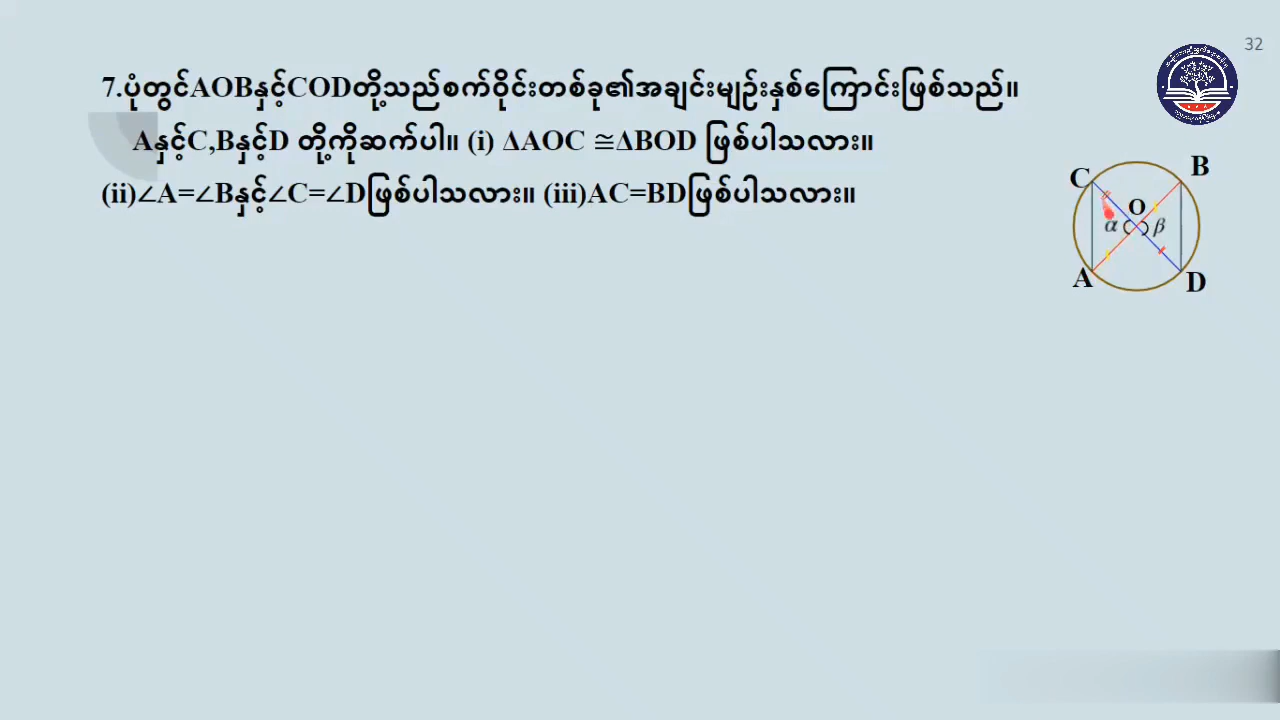 32
7.ပုံတွင်AOBနှင့်CODတို့သည်စက်ဝိုင်းတစ်ခု၏အချင်းမျဉ်းနှစ်ကြောင်းဖြစ်သည်။
Aနှင့်C,Bနှင့်D တို့ကိုဆက်ပါ။ (i) ΔAOC ≅ΔBOD ဖြစ်ပါသလား။
(ii)∠A=∠Bနှင့်∠C=∠Dဖြစ်ပါသလား။ (iii)AC=BDဖြစ်ပါသလား။
C B
O
α β
A D